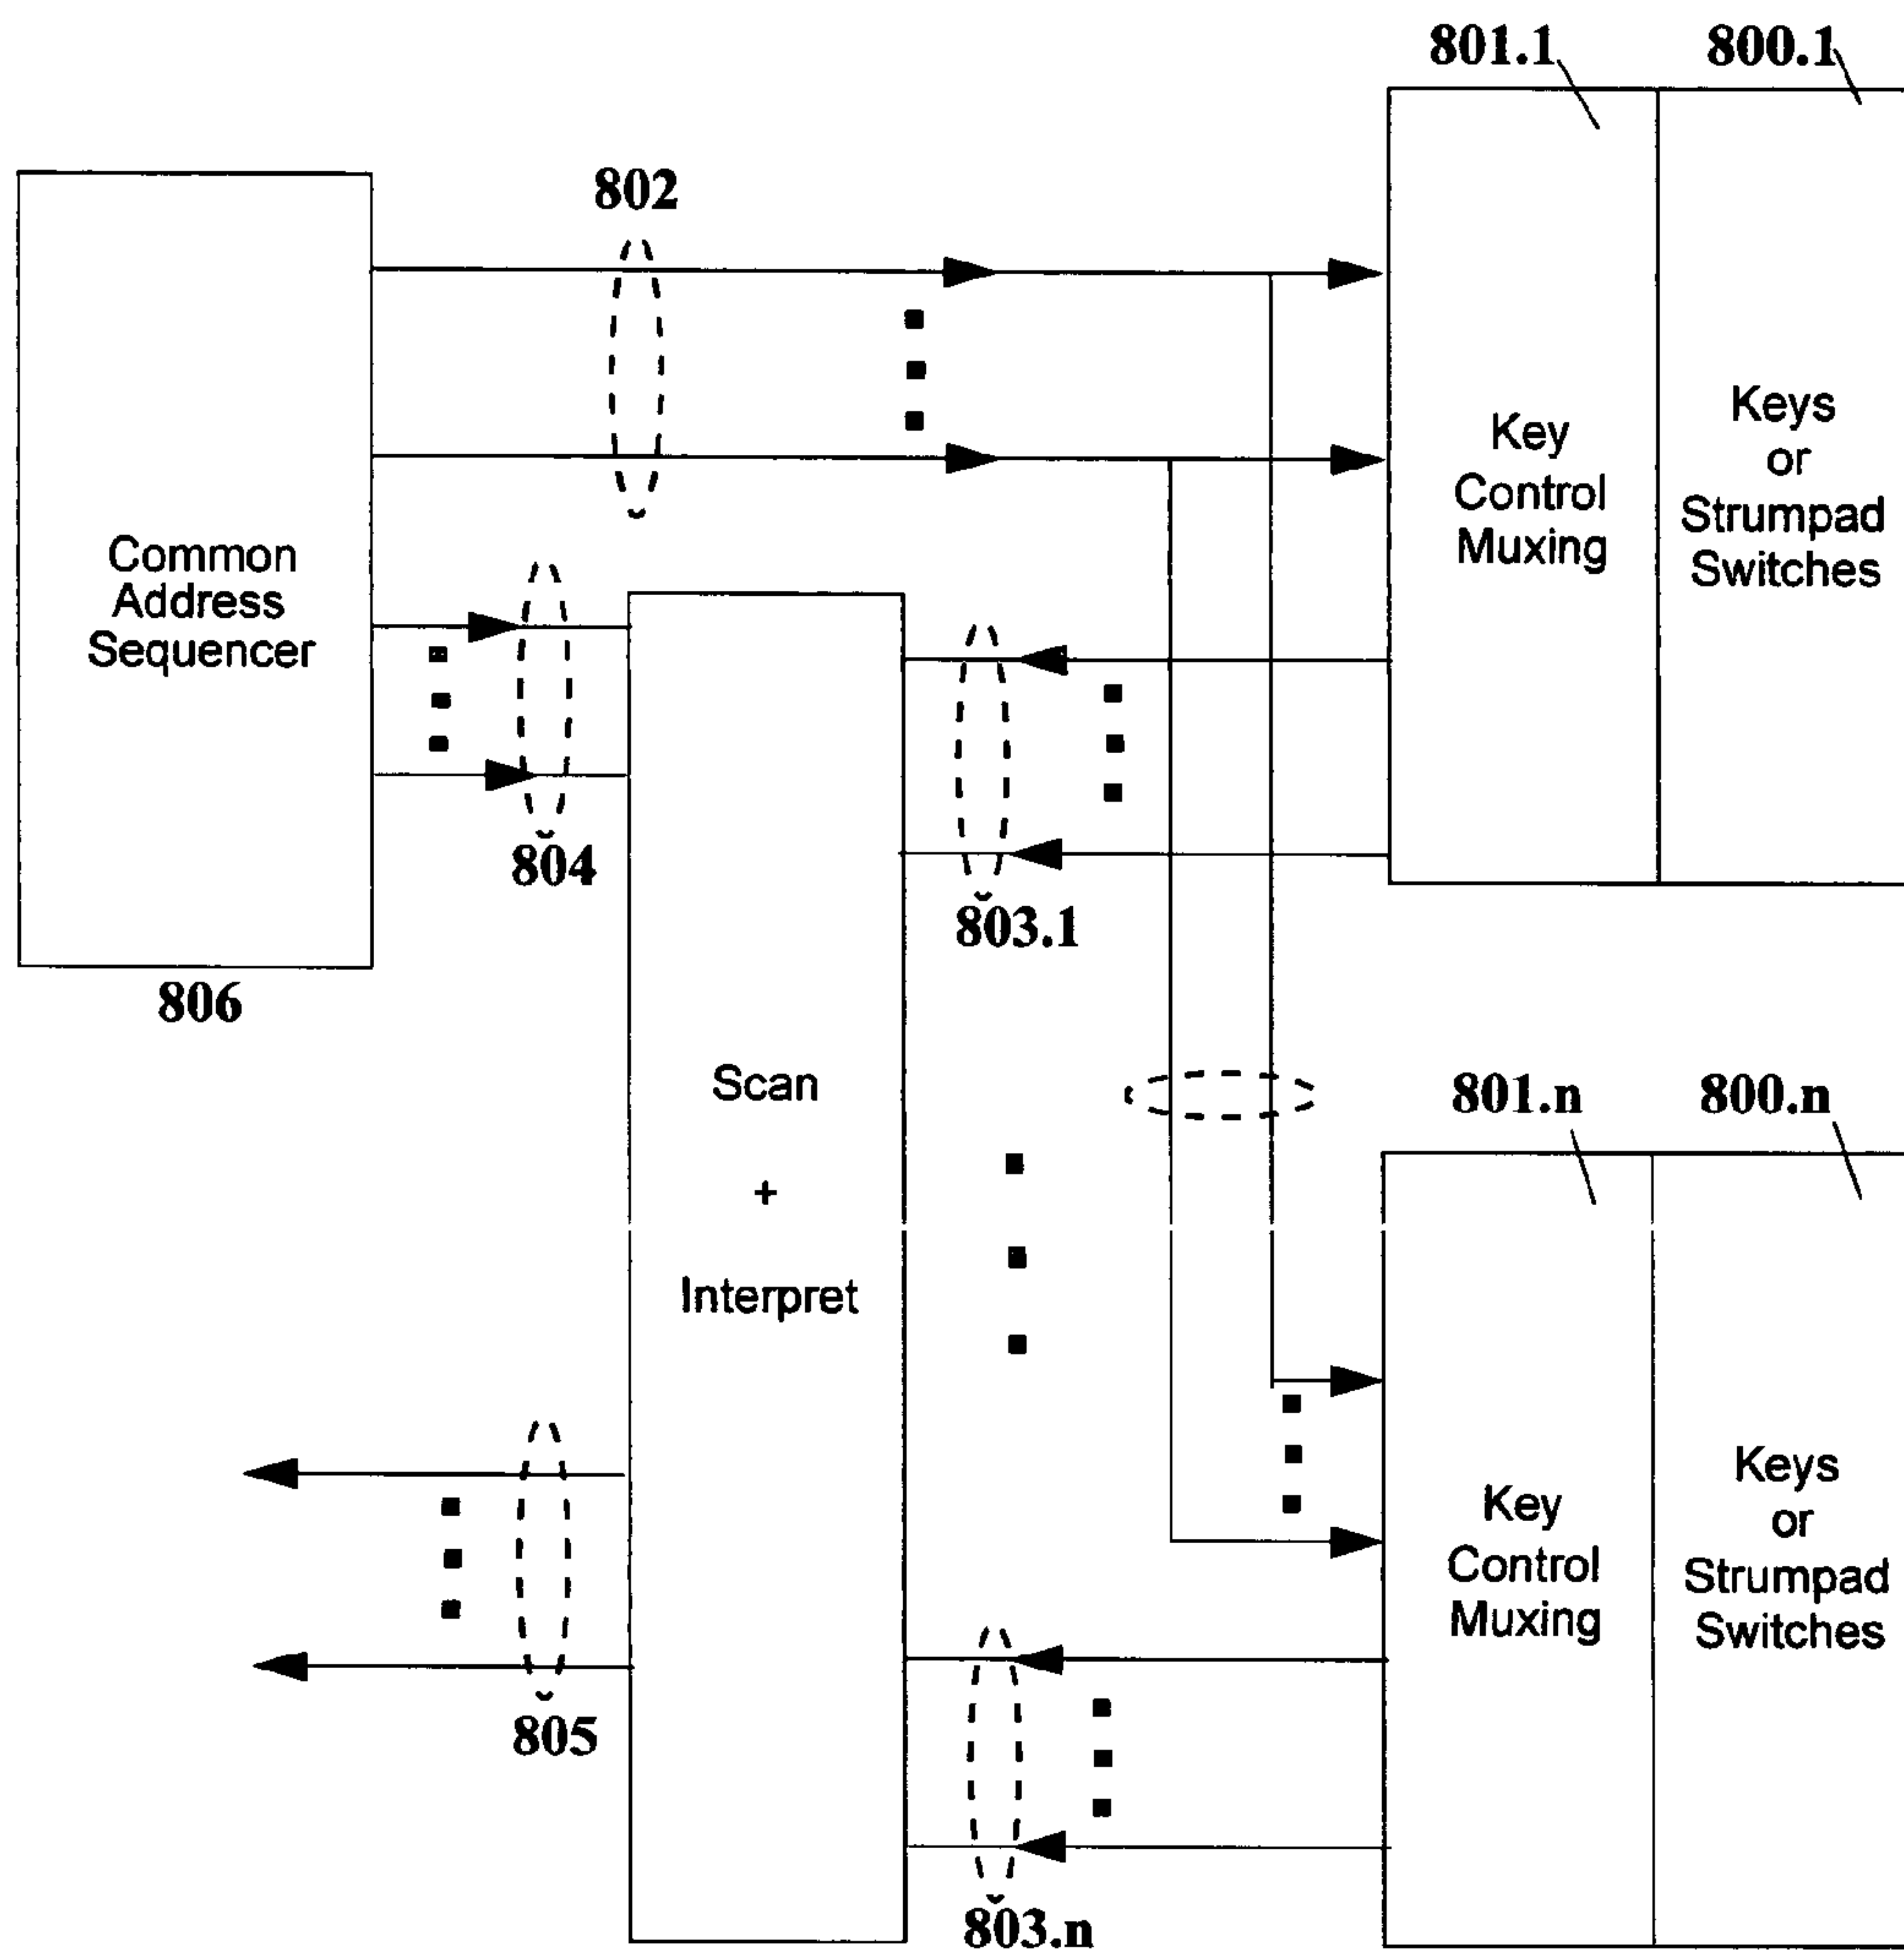 801.1
800.1
802
Common
Address
Sequencer
Key
Control
Muxing
Keys
or
Strumpad
Switches
804
803.1
806
Scan
+
Interpret
801.n
800.n
Key
Control
Muxing
Keys
or
Strumpad
Switches
805
803.n